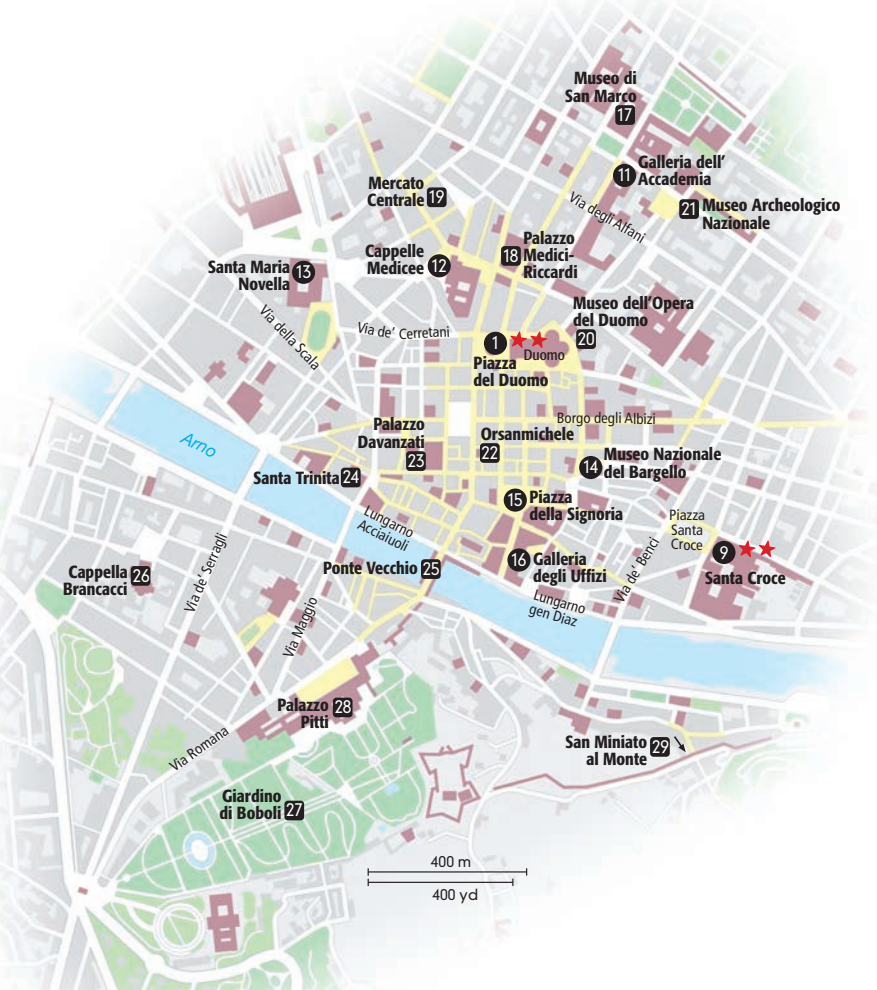 Museo di
San Marco
17
11
Galleria dell'
Accademia
Mercato
Centrale 19
Via degli Alfani
21 Museo Archeologico
Nazionale
Cappelle
Medicee 12
18 Palazzo
Medici-
Riccardi
Santa Maria
Novella 13
Museo dell'Opera
del Duomo
20
Via della Scala
Via de' Cerretani
1
Duomo
Piazza
del Duomo
Borgo degli Albizi
Palazzo
Davanzati
23
Orsanmichele
22
Arno
14 Museo Nazionale
del Bargello
Santa Trinita 24
15 Piazza
della Signoria
Lungarno
Acciaiuoli
Piazza
Santa
Croce
9
Santa Croce
Ponte Vecchio 25
16 Galleria
degli Uffizi
Via de' Benci
Cappella
Brancacci 26
Via de' Serragli
Lungarno
gen Diaz
Via Maggio
Palazzo
Pitti 28
Via Romana
San Miniato
al Monte 29
Giardino
di Boboli 27
400 m
400 yd